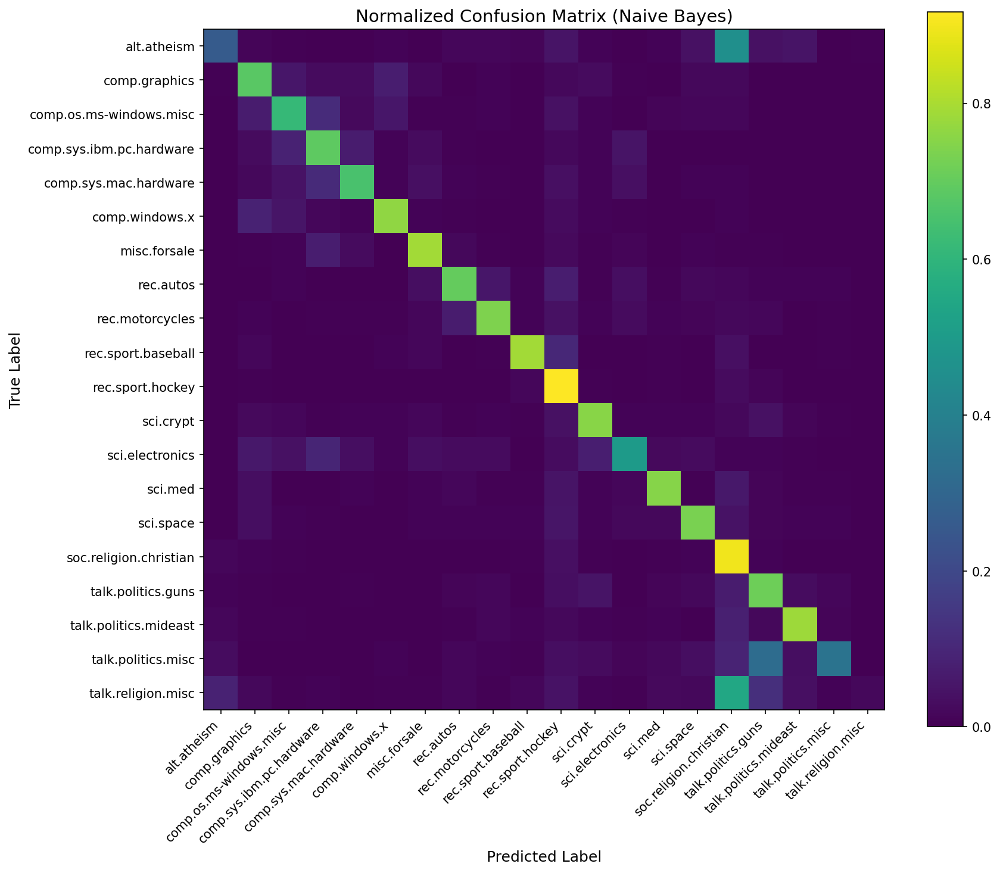 Normalized Confusion Matrix (Naive Bayes)
True Label
alt.atheism
comp.graphics
comp.os.ms-windows.misc
comp.sys.ibm.pc.hardware
comp.sys.mac.hardware
comp.windows.x
misc.forsale
rec.autos
rec.motorcycles
rec.sport.baseball
rec.sport.hockey
sci.crypt
sci.electronics
sci.med
sci.space
soc.religion.christian
talk.politics.guns
talk.politics.mideast
talk.politics.misc
talk.religion.misc
alt.atheism
comp.graphics
comp.os.ms-windows.misc
comp.sys.ibm.pc.hardware
comp.sys.mac.hardware
comp.windows.x
misc.forsale
rec.autos
rec.motorcycles
rec.sport.baseball
rec.sport.hockey
sci.crypt
sci.electronics
sci.med
sci.space
soc.religion.christian
talk.politics.guns
talk.politics.mideast
talk.politics.misc
talk.religion.misc
Predicted Label
0.8
0.6
0.4
0.2
0.0